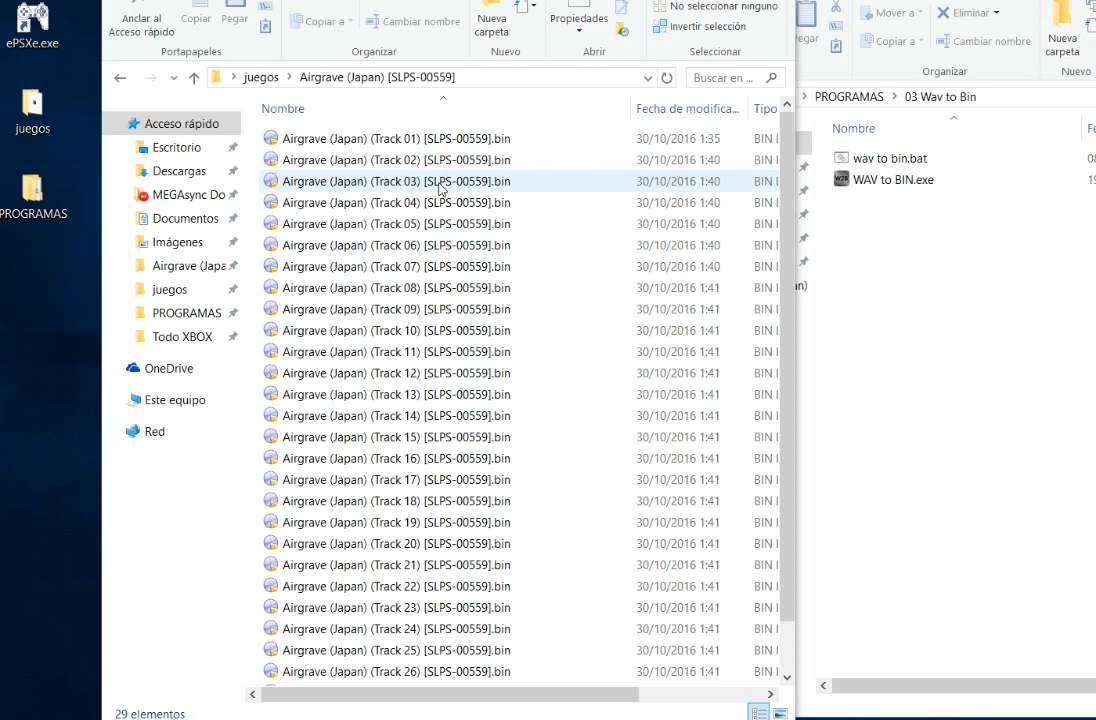 ePSXe.exe
juegos
PROGRAMAS
Anclar al
Acceso rápido
Copiar
Pegar
Copiar a
Cambiar nombre
Nueva
carpeta
Propiedades
No seleccionar ninguno
Invertir selección
Portapapeles
Organizar
Nuevo
Abrir
Seleccionar
juegos
Airgrave (Japan) [SLPS-00559]
Buscar en ...
Nombre
Fecha de modifica...
Tipo
Acceso rápido
Escritorio
Descargas
MEGAsync Do
Documentos
Imágenes
Airgrave (Japa
juegos
PROGRAMAS
Todo XBOX
OneDrive
Este equipo
Red
Airgrave (Japan) (Track 01) [SLPS-00559].bin 30/10/2016 1:35 BIN I
Airgrave (Japan) (Track 02) [SLPS-00559].bin 30/10/2016 1:40 BIN I
Airgrave (Japan) (Track 03) [SLPS-00559].bin 30/10/2016 1:40 BIN I
Airgrave (Japan) (Track 04) [SLPS-00559].bin 30/10/2016 1:40 BIN I
Airgrave (Japan) (Track 05) [SLPS-00559].bin 30/10/2016 1:40 BIN I
Airgrave (Japan) (Track 06) [SLPS-00559].bin 30/10/2016 1:40 BIN I
Airgrave (Japan) (Track 07) [SLPS-00559].bin 30/10/2016 1:40 BIN I
Airgrave (Japan) (Track 08) [SLPS-00559].bin 30/10/2016 1:41 BIN I
Airgrave (Japan) (Track 09) [SLPS-00559].bin 30/10/2016 1:41 BIN I
Airgrave (Japan) (Track 10) [SLPS-00559].bin 30/10/2016 1:41 BIN I
Airgrave (Japan) (Track 11) [SLPS-00559].bin 30/10/2016 1:41 BIN I
Airgrave (Japan) (Track 12) [SLPS-00559].bin 30/10/2016 1:41 BIN I
Airgrave (Japan) (Track 13) [SLPS-00559].bin 30/10/2016 1:41 BIN I
Airgrave (Japan) (Track 14) [SLPS-00559].bin 30/10/2016 1:41 BIN I
Airgrave (Japan) (Track 15) [SLPS-00559].bin 30/10/2016 1:41 BIN I
Airgrave (Japan) (Track 16) [SLPS-00559].bin 30/10/2016 1:41 BIN I
Airgrave (Japan) (Track 17) [SLPS-00559].bin 30/10/2016 1:41 BIN I
Airgrave (Japan) (Track 18) [SLPS-00559].bin 30/10/2016 1:41 BIN I
Airgrave (Japan) (Track 19) [SLPS-00559].bin 30/10/2016 1:41 BIN I
Airgrave (Japan) (Track 20) [SLPS-00559].bin 30/10/2016 1:41 BIN I
Airgrave (Japan) (Track 21) [SLPS-00559].bin 30/10/2016 1:41 BIN I
Airgrave (Japan) (Track 22) [SLPS-00559].bin 30/10/2016 1:41 BIN I
Airgrave (Japan) (Track 23) [SLPS-00559].bin 30/10/2016 1:41 BIN I
Airgrave (Japan) (Track 24) [SLPS-00559].bin 30/10/2016 1:41 BIN I
Airgrave (Japan) (Track 25) [SLPS-00559].bin 30/10/2016 1:41 BIN I
Airgrave (Japan) (Track 26) [SLPS-00559].bin 30/10/2016 1:41 BIN I
29 elementos
egar
Mover a
Eliminar
Copiar a
Cambiar nombre
Nueva
carpeta
Organizar
Nuevo
PROGRAMAS
03 Wav to Bin
Nombre
Fe
wav to bin.bat 08
WAV to BIN.exe 19
an)